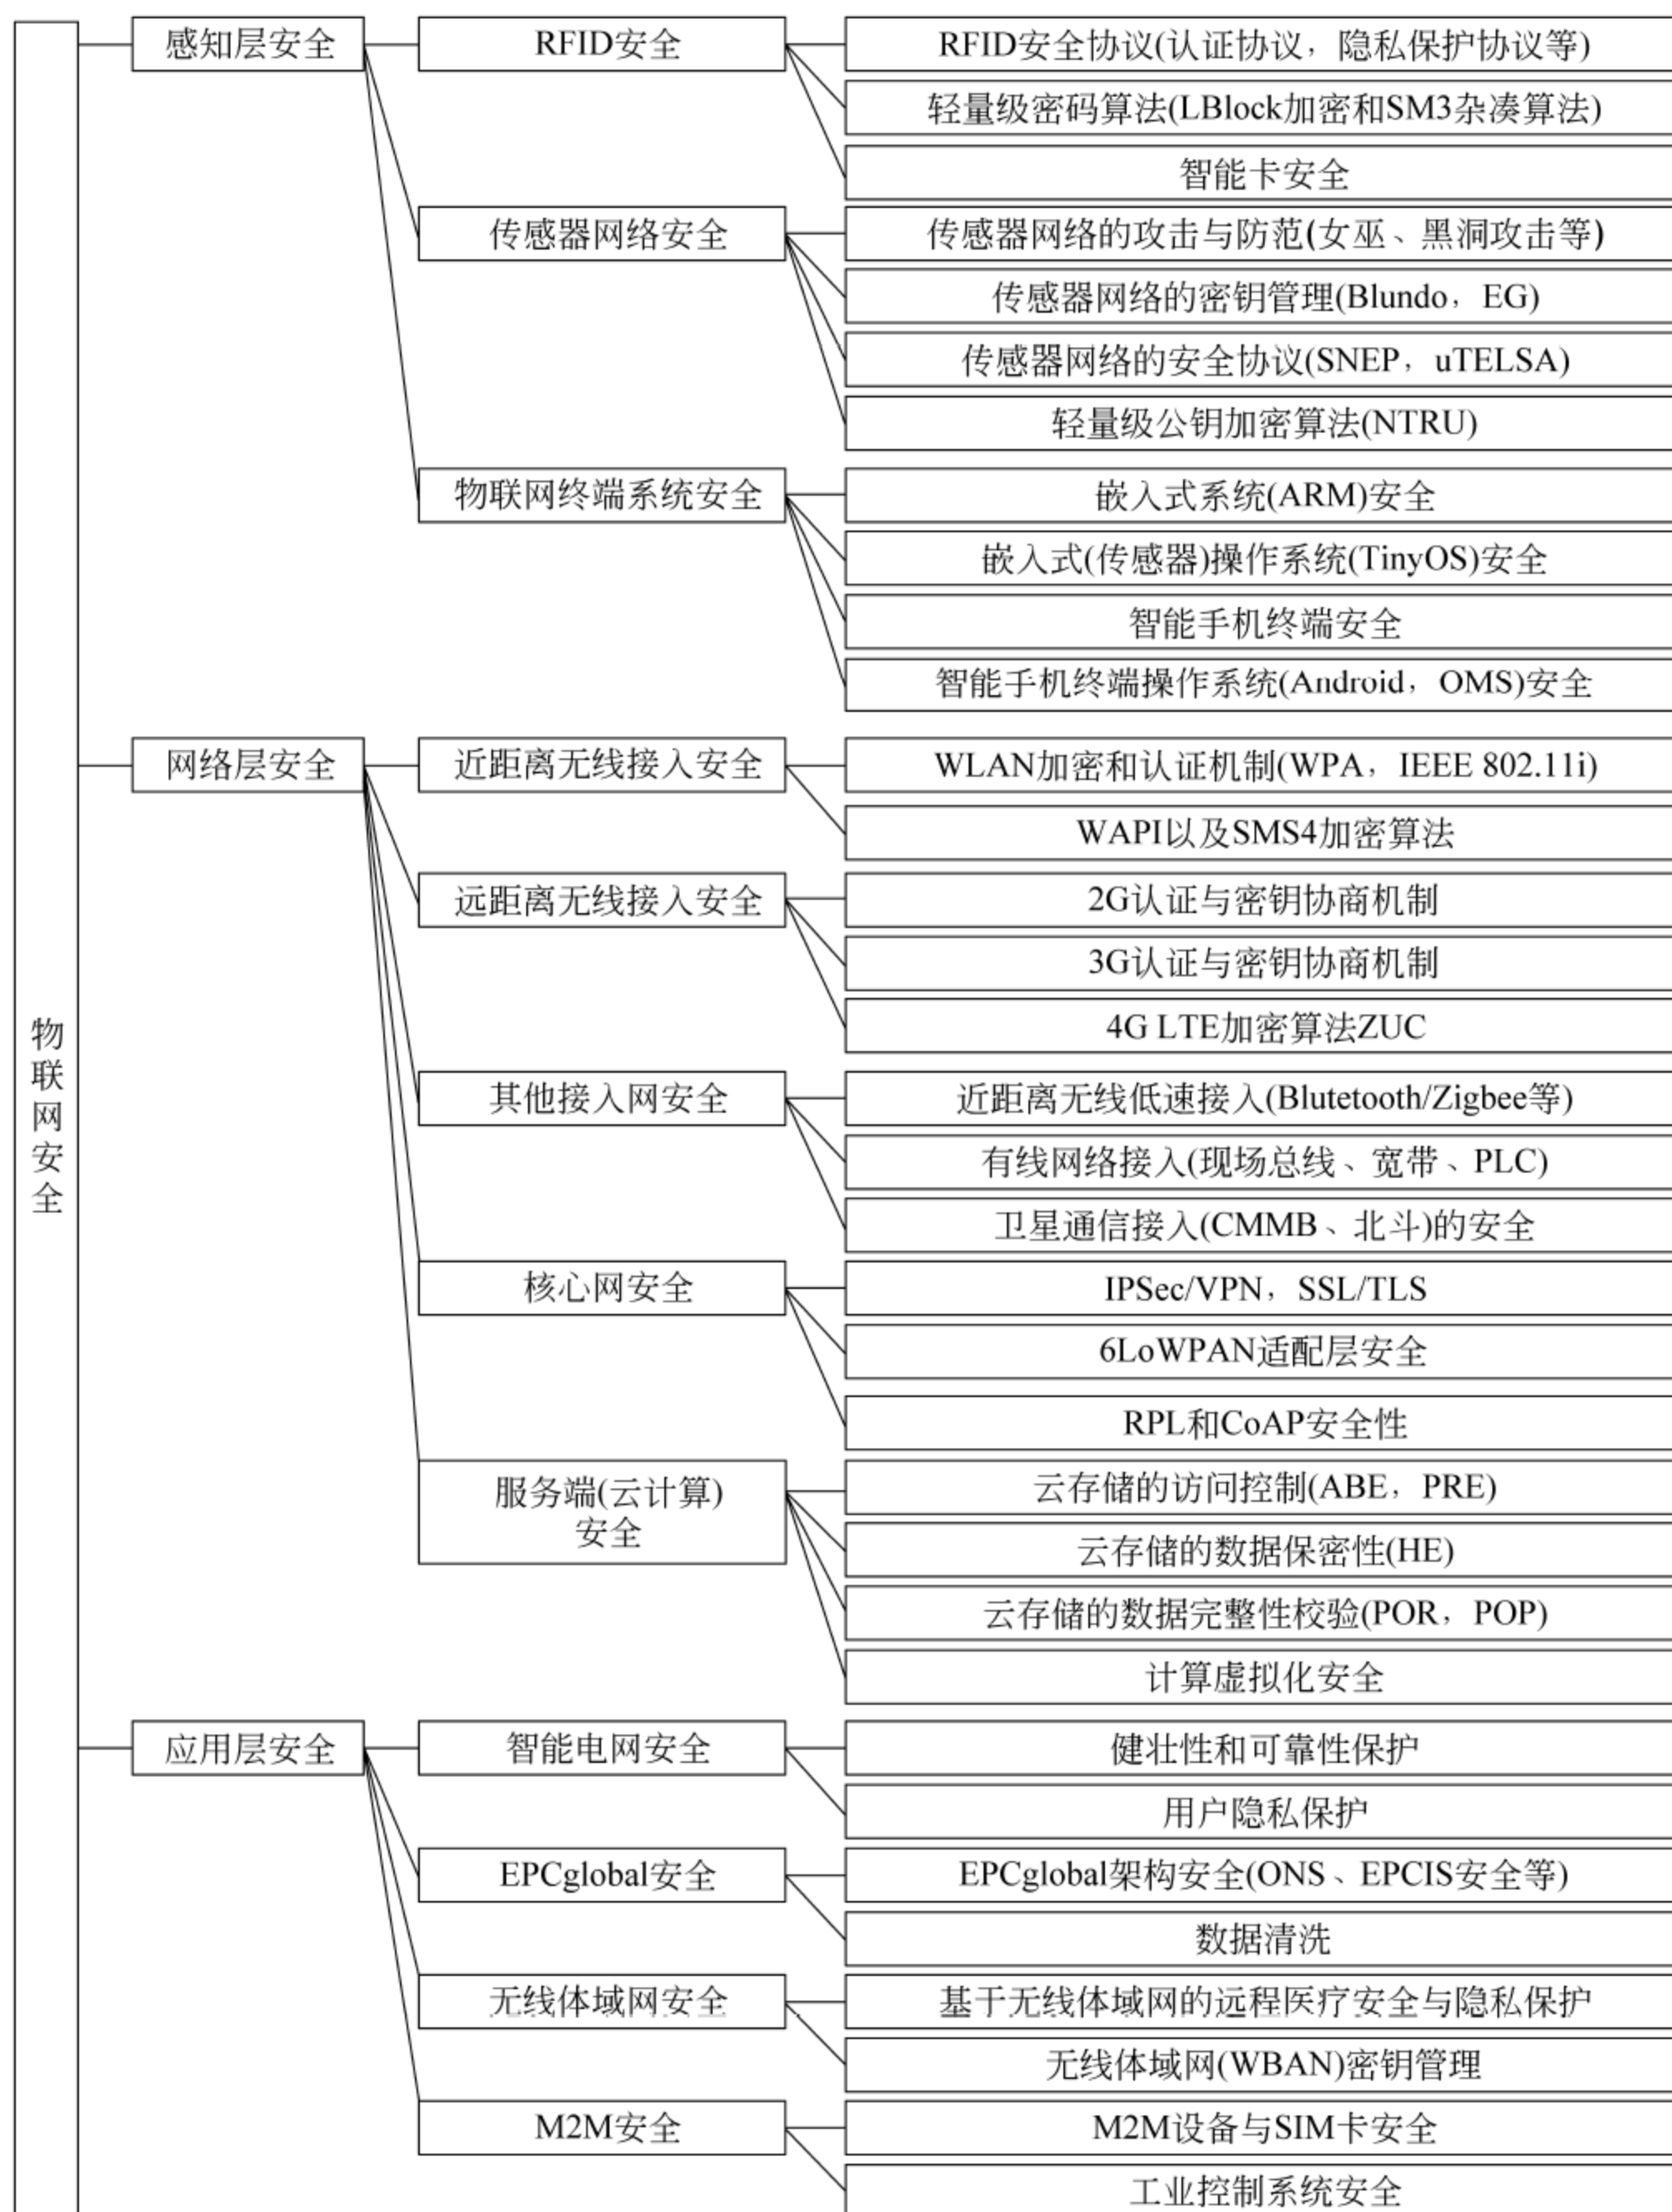 物联网安全
感知层安全
RFID安全
RFID安全协议(认证协议，隐私保护协议等)
轻量级密码算法(LBlock加密和SM3杂凑算法)
智能卡安全
传感器网络安全
传感器网络的攻击与防范(女巫、黑洞攻击等)
传感器网络的密钥管理(Blundo，EG)
传感器网络的安全协议(SNEP，uTELSA)
轻量级公钥加密算法(NTRU)
物联网终端系统安全
嵌入式系统(ARM)安全
嵌入式(传感器)操作系统(TinyOS)安全
智能手机终端安全
智能手机终端操作系统(Android，OMS)安全
网络层安全
近距离无线接入安全
WLAN加密和认证机制(WPA，IEEE 802.11i)
WAPI以及SMS4加密算法
远距离无线接入安全
2G认证与密钥协商机制
3G认证与密钥协商机制
4G LTE加密算法ZUC
其他接入网安全
近距离无线低速接入(Blutetooth/Zigbee等)
有线网络接入(现场总线、宽带、PLC)
卫星通信接入(CMMB、北斗)的安全
核心网安全
IPSec/VPN，SSL/TLS
6LoWPAN适配层安全
RPL和CoAP安全性
服务端(云计算)
安全
云存储的访问控制(ABE，PRE)
云存储的数据保密性(HE)
云存储的数据完整性校验(POR，POP)
计算虚拟化安全
应用层安全
智能电网安全
健壮性和可靠性保护
用户隐私保护
EPCglobal安全
EPCglobal架构安全(ONS、EPCIS安全等)
数据清洗
无线体域网安全
基于无线体域网的远程医疗安全与隐私保护
无线体域网(WBAN)密钥管理
M2M安全
M2M设备与SIM卡安全
工业控制系统安全